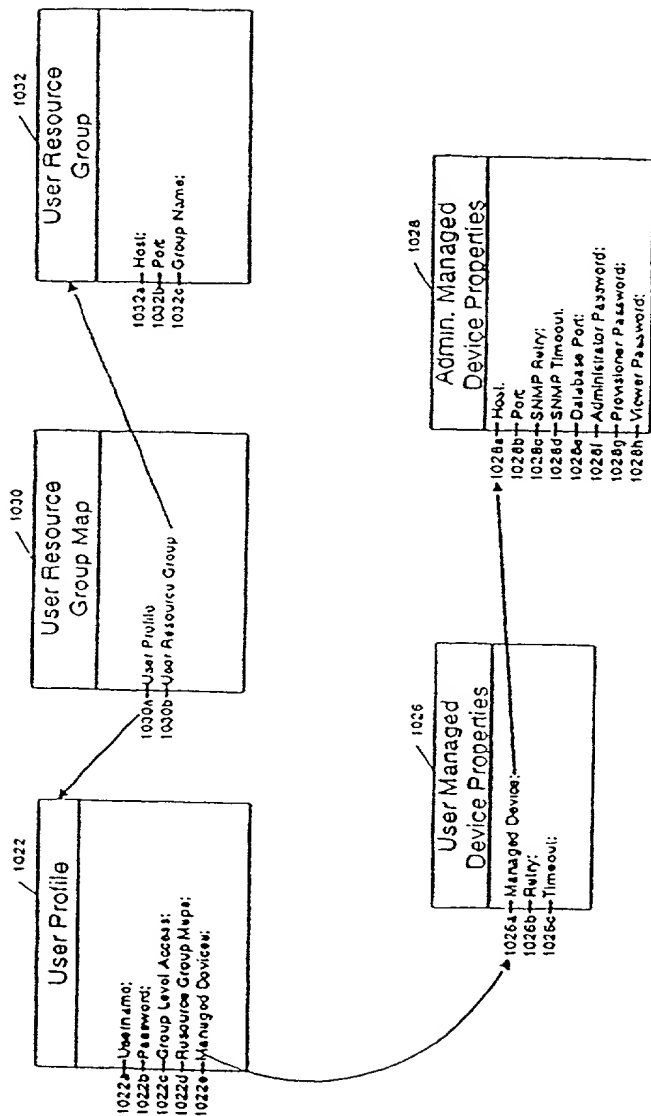 1022
User Profile
1022a Username;
1022b Password;
1022c Group Level Access;
1022d Resource Group Maps;
1022e Managed Devices;
1030
User Resource
Group Map
1030a User Profile
1030b User Resource Group
1032
User Resource
Group
1032a Host;
1032b Port
1032c Group Name;
1026
User Managed
Device Properties
1026a Managed Device;
1026b Retry;
1026c Timeout;
1028
Admin. Managed
Device Properties
1028a Host.
1028b Port
1028c SNMP Retry;
1028d SNMP Timeout.
1028e Database Port;
1028f Administrator Password;
1028g Provisioner Password;
1028h Viewer Password;